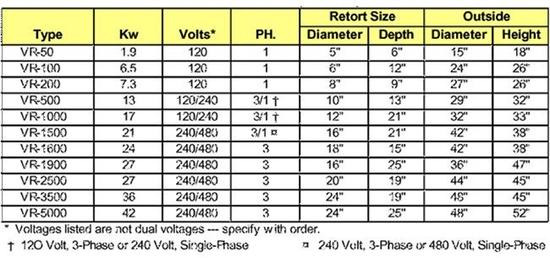 Retort Size Outside
Type Kw Volts* PH. Diameter Depth Diameter Height
VR-50 1.9 120 1 5" 6" 15" 18"
VR-100 6.5 120 1 6" 12" 24" 26"
VR-200 7.3 120 1 8" 9" 27" 26"
VR-500 13 120/240 3/1 † 10" 13" 29" 32"
VR-1000 17 120/240 3/1 † 12" 21" 32" 33"
VR-1500 21 240/480 3/1 ¤ 16" 21" 42" 38"
VR-1600 24 240/480 3 18" 15" 42" 38"
VR-1900 27 240/480 3 16" 25" 36" 47"
VR-2500 27 240/480 3 20" 19" 44" 45"
VR-3500 36 240/480 3 24" 19" 48" 45"
VR-5000 42 240/480 3 24" 25" 48" 52"
* Voltages listed are not dual voltages --- specify with order.
† 120 Volt, 3-Phase or 240 Volt, Single-Phase ¤ 240 Volt, 3-Phase or 480 Volt, Single-Phase